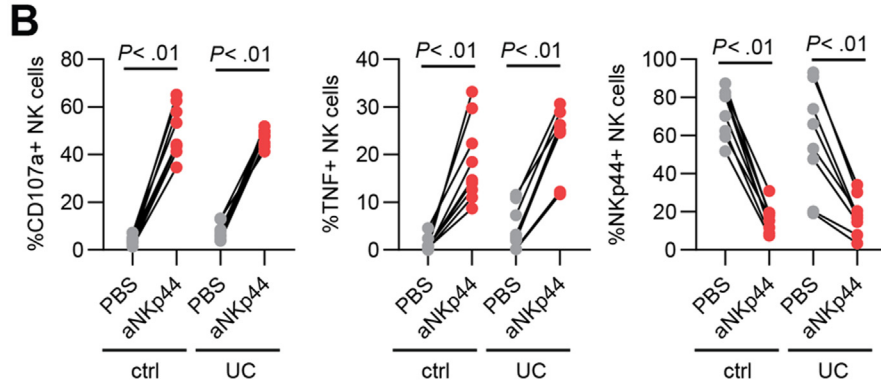 B
P< .01 P< .01
%CD107a+ NK cells
80
60
40
20
0
PBS
aNKp44
PBS
aNKp44
ctrl UC
P< .01 P< .01
%TNF+ NK cells
40
30
20
10
0
PBS
aNKp44
PBS
aNKp44
ctrl UC
P< .01 P< .01
%NKp44+ NK cells
100
80
60
40
20
0
PBS
aNKp44
PBS
aNKp44
ctrl UC